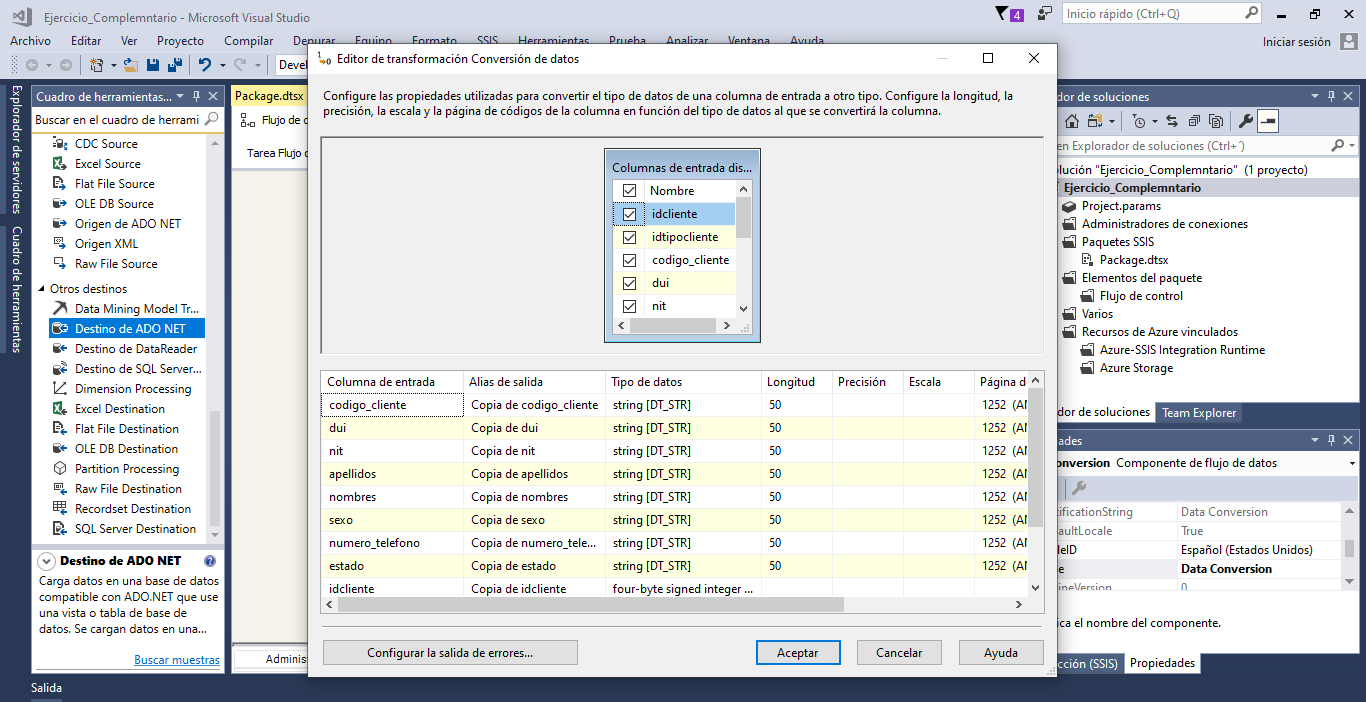 Ejercicio_Complemntario - Microsoft Visual Studio
4
Inicio rápido (Ctrl+Q)
Archivo Editar Ver Proyecto Compilar Depurar Equipo Formato SSIS Herramientas Prueba Analizar Ventana Ayuda
Iniciar sesión
Devel
Explorador de servidores
Cuadro de herramientas
Cuadro de herramientas...
Buscar en el cuadro de herrami
CDC Source
Excel Source
Flat File Source
OLE DB Source
Origen de ADO NET
Origen XML
Raw File Source
Otros destinos
Data Mining Model Tr...
Destino de ADO NET
Destino de DataReader
Destino de SQL Server...
Dimension Processing
Excel Destination
Flat File Destination
OLE DB Destination
Partition Processing
Raw File Destination
Recordset Destination
SQL Server Destination
Destino de ADO NET
Carga datos en una base de datos
compatible con ADO.NET que use
una vista o tabla de base de
datos. Se cargan datos en una...
Buscar muestras
Salida
Package.dtsx
Flujo de c
Tarea Flujo d
Adminis
Editor de transformación Conversión de datos
Configure las propiedades utilizadas para convertir el tipo de datos de una columna de entrada a otro tipo. Configure la longitud, la
precisión, la escala y la página de códigos de la columna en función del tipo de datos al que se convertirá la columna.
Columnas de entrada dis...
Nombre
idcliente
idtipocliente
codigo_cliente
dui
nit
Columna de entrada Alias de salida Tipo de datos Longitud Precisión Escala Página d
codigo_cliente Copia de codigo_cliente string [DT_STR] 50 1252 (AN
dui Copia de dui string [DT_STR] 50 1252 (AN
nit Copia de nit string [DT_STR] 50 1252 (AN
apellidos Copia de apellidos string [DT_STR] 50 1252 (AN
nombres Copia de nombres string [DT_STR] 50 1252 (AN
sexo Copia de sexo string [DT_STR] 50 1252 (AN
numero_telefono Copia de numero_tele... string [DT_STR] 50 1252 (AN
estado Copia de estado string [DT_STR] 50 1252 (AN
idcliente Copia de idcliente four-byte signed integer ...
Configurar la salida de errores... Aceptar Cancelar Ayuda
dor de soluciones
en Explorador de soluciones (Ctrl+´)
lución "Ejercicio_Complemntario" (1 proyecto)
Ejercicio_Complemntario
Project.params
Administradores de conexiones
Paquetes SSIS
Package.dtsx
Elementos del paquete
Flujo de control
Varios
Recursos de Azure vinculados
Azure-SSIS Integration Runtime
Azure Storage
dor de soluciones Team Explorer
ades
onversion Componente de flujo de datos
tificationString Data Conversion
aultLocale True
leID Español (Estados Unidos)
e Data Conversion
ineVersion 0
ica el nombre del componente.
cción (SSIS) Propiedades